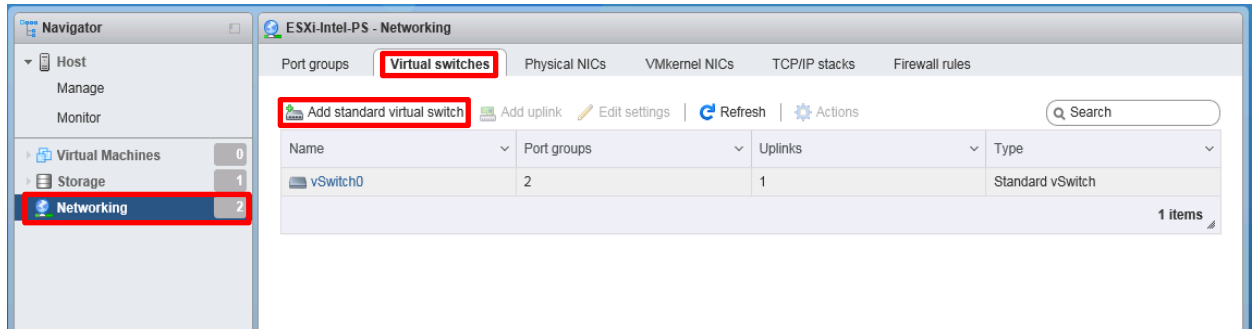 Navigator
Host
Manage
Monitor
Virtual Machines 0
Storage 1
Networking 2
ESXi-Intel-PS - Networking
Port groups Virtual switches Physical NICs VMkernel NICs TCP/IP stacks Firewall rules
Add standard virtual switch Add uplink Edit settings Refresh Actions Search
Name Port groups Uplinks Type
vSwitch0 2 1 Standard vSwitch
1 items